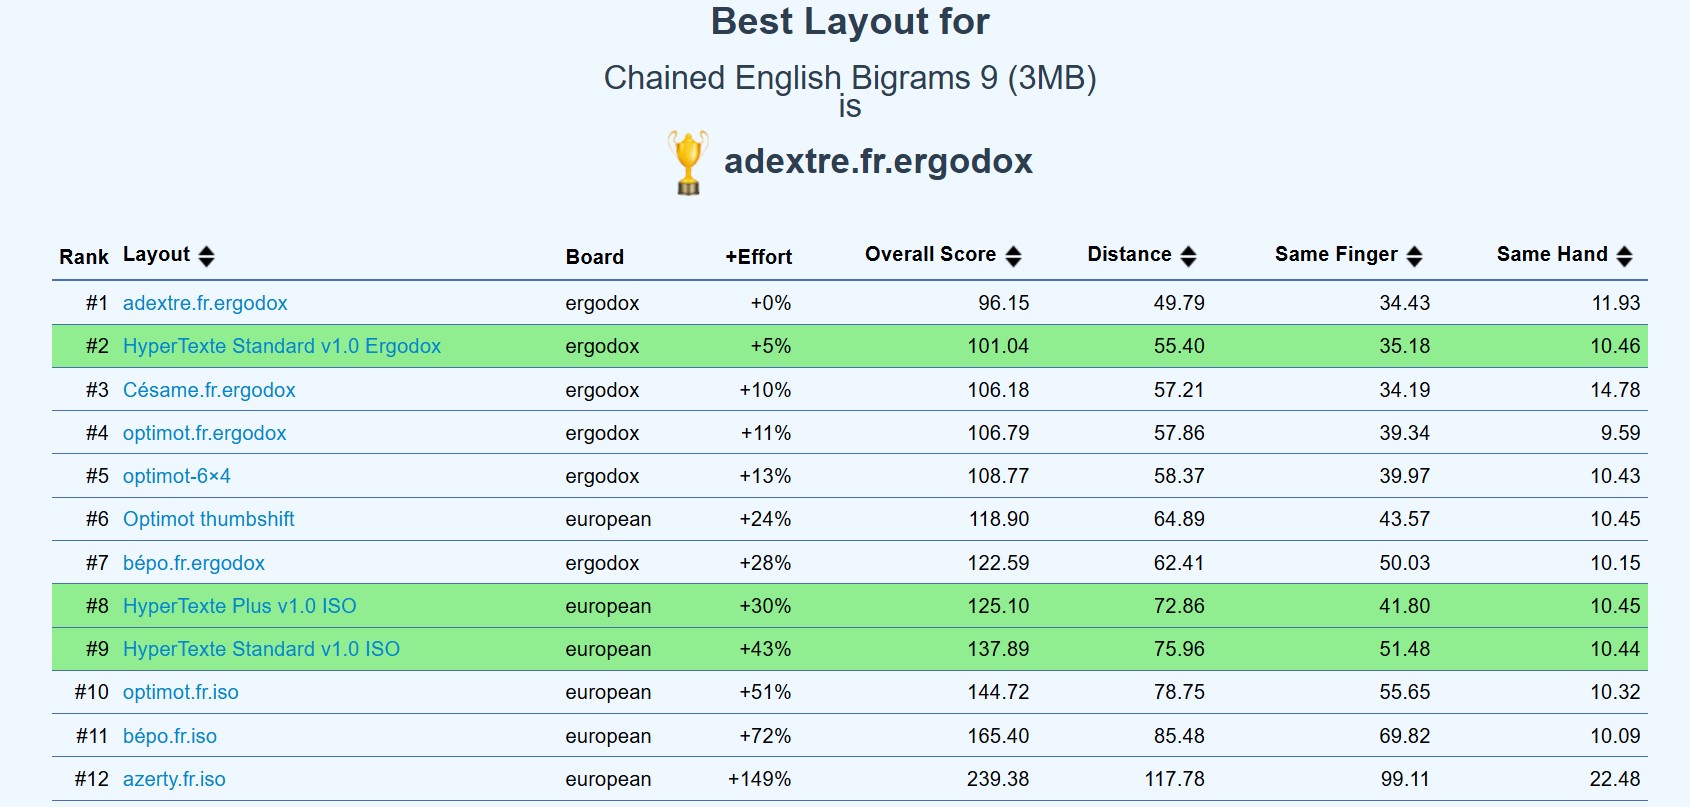 Best Layout for
Chained English Bigrams 9 (3MB)
is
adextre.fr.ergodox
Rank Layout Board +Effort Overall Score Distance Same Finger Same Hand
#1 adextre.fr.ergodox ergodox +0% 96.15 49.79 34.43 11.93
#2 HyperTexte Standard v1.0 Ergodox ergodox +5% 101.04 55.40 35.18 10.46
#3 Césame.fr.ergodox ergodox +10% 106.18 57.21 34.19 14.78
#4 optimot.fr.ergodox ergodox +11% 106.79 57.86 39.34 9.59
#5 optimot-6×4 ergodox +13% 108.77 58.37 39.97 10.43
#6 Optimot thumbshift european +24% 118.90 64.89 43.57 10.45
#7 bépo.fr.ergodox ergodox +28% 122.59 62.41 50.03 10.15
#8 HyperTexte Plus v1.0 ISO european +30% 125.10 72.86 41.80 10.45
#9 HyperTexte Standard v1.0 ISO european +43% 137.89 75.96 51.48 10.44
#10 optimot.fr.iso european +51% 144.72 78.75 55.65 10.32
#11 bépo.fr.iso european +72% 165.40 85.48 69.82 10.09
#12 azerty.fr.iso european +149% 239.38 117.78 99.11 22.48